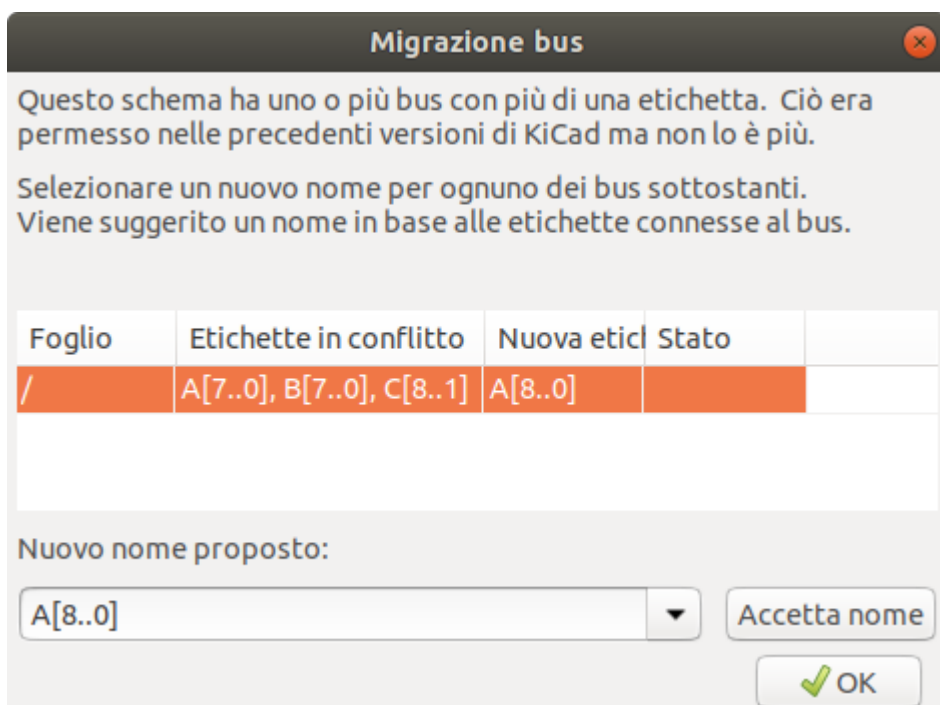 Migrazione bus
Questo schema ha uno o più bus con più di una etichetta. Ciò era
permesso nelle precedenti versioni di KiCad ma non lo è più.
Selezionare un nuovo nome per ognuno dei bus sottostanti.
Viene suggerito un nome in base alle etichette connesse al bus.
Foglio Etichette in conflitto Nuova etich Stato
/ A[7..0], B[7..0], C[8..1] A[8..0]
Nuovo nome proposto:
A[8..0] Accetta nome
OK